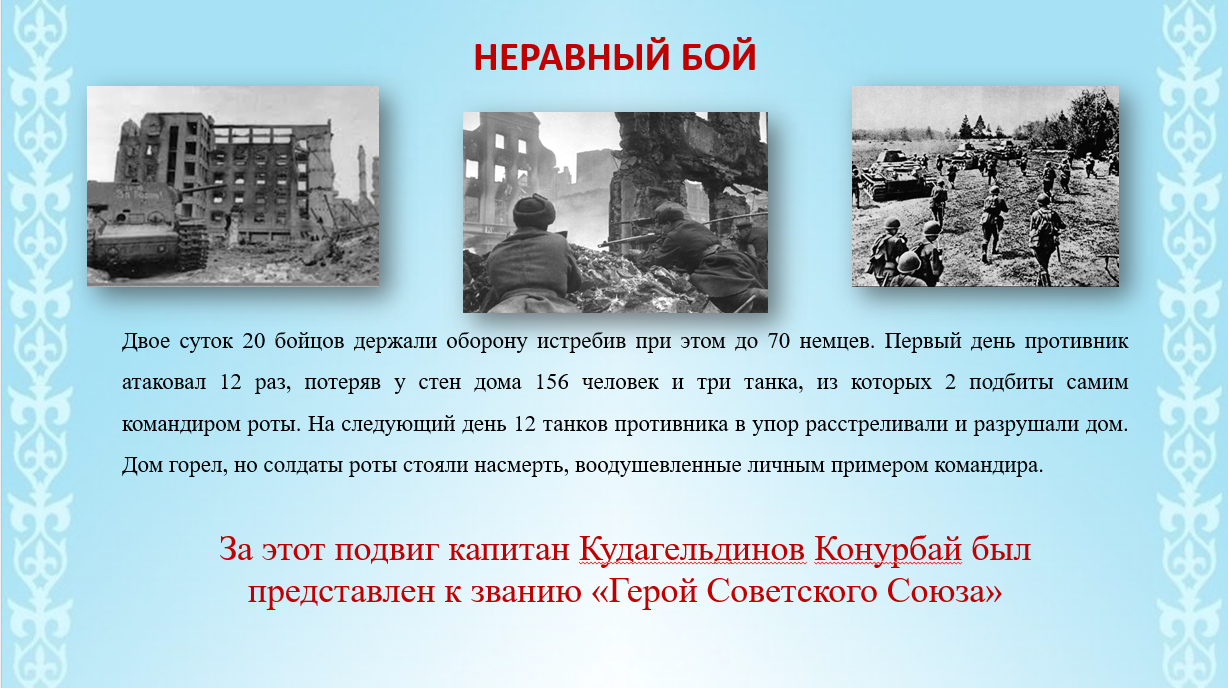 НЕРАВНЫЙ БОЙ
Двое суток 20 бойцов держали оборону истребив при этом до 70 немцев. Первый день противник
атаковал 12 раз, потеряв у стен дома 156 человек и три танка, из которых 2 подбиты самим
командиром роты. На следующий день 12 танков противника в упор расстреливали и разрушали дом.
Дом горел, но солдаты роты стояли насмерть, воодушевленные личным примером командира.
За этот подвиг капитан Кудагельдинов Конурбай был
представлен к званию «Герой Советского Союза»